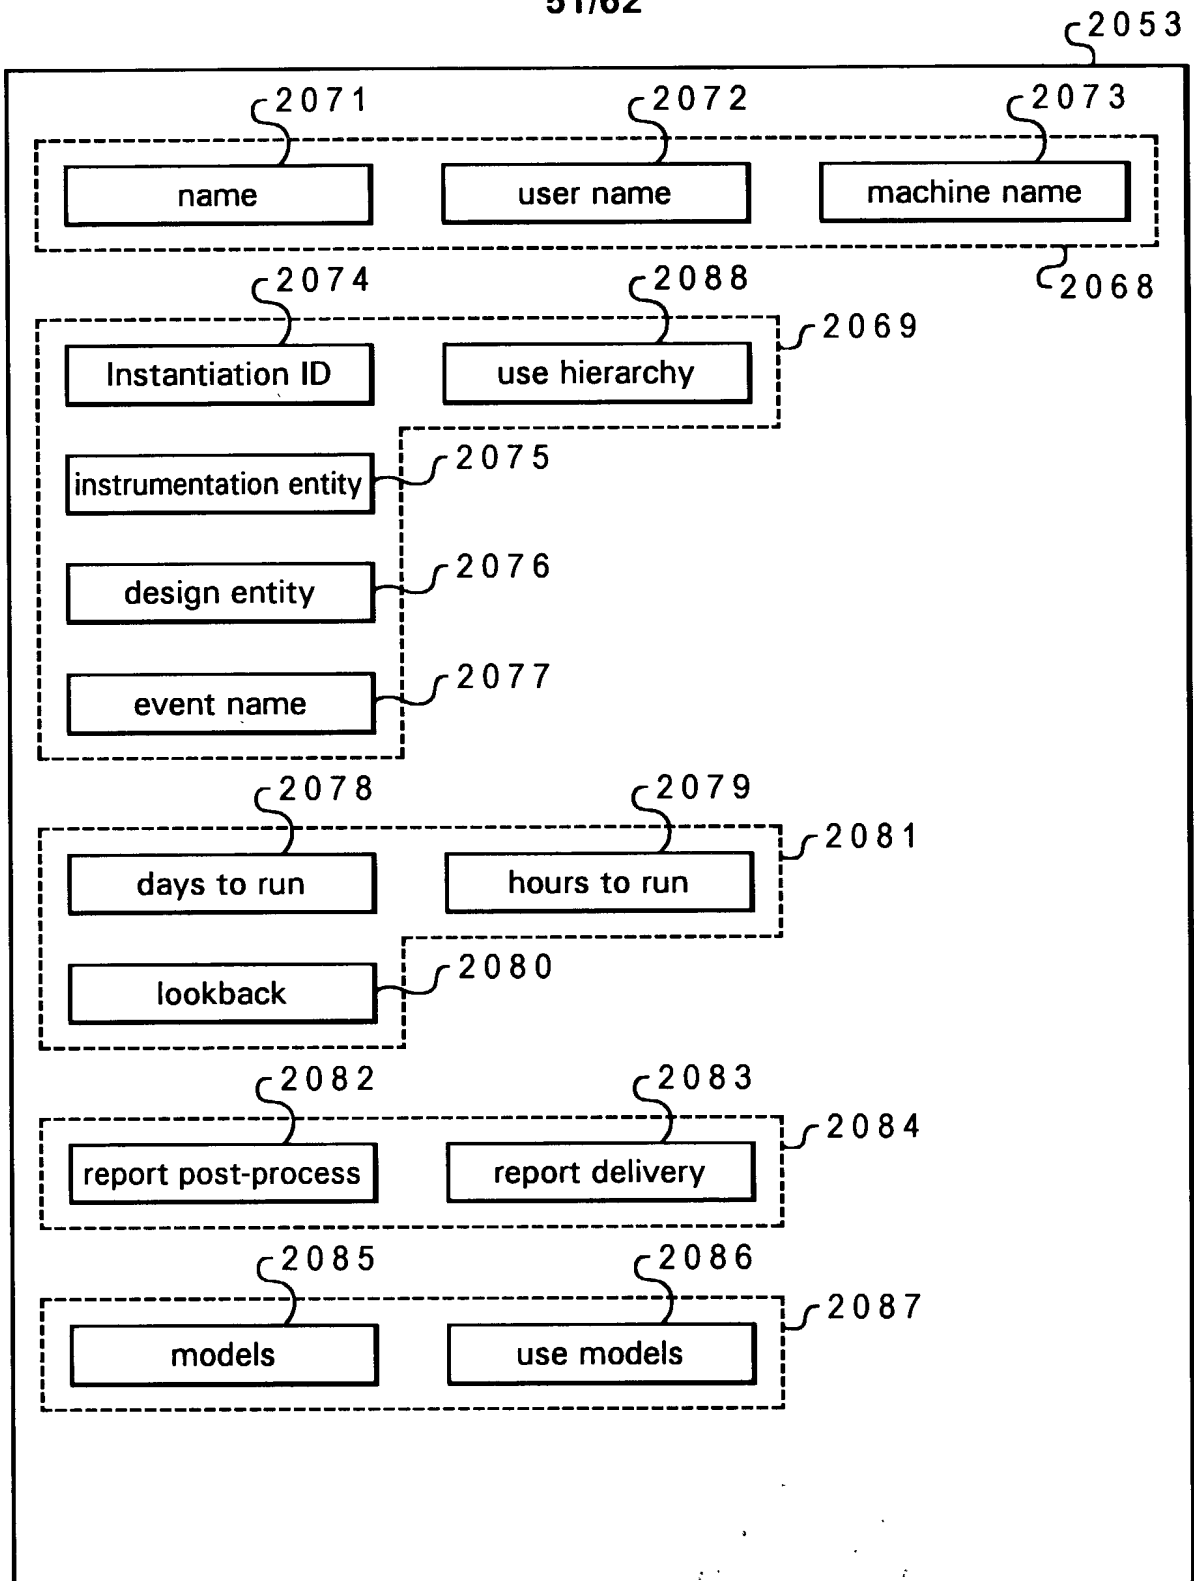 51/62
2053
2071 2072 2073
name user name machine name
2068
2074 2088
2069
Instantiation ID use hierarchy
2075
instrumentation entity
2076
design entity
2077
event name
2078 2079
2081
days to run hours to run
2080
lookback
2082 2083
2084
report post-process report delivery
2085 2086
2087
models use models